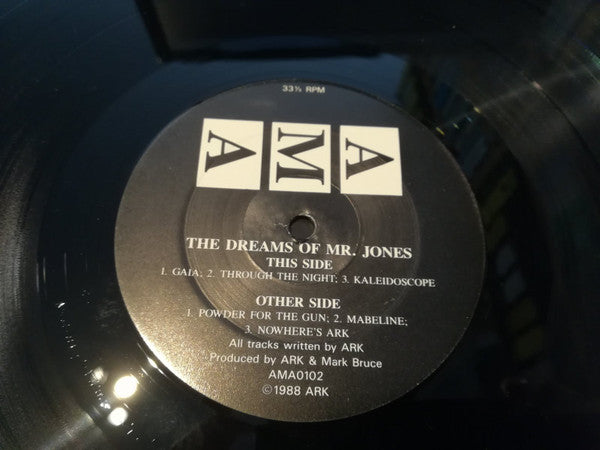 33⅓ RPM
A M A
THE DREAMS OF MR. JONES
THIS SIDE
1. GAIA; 2. THROUGH THE NIGHT; 3. KALEIDOSCOPE
OTHER SIDE
1. POWDER FOR THE GUN; 2. MABELINE;
3. NOWHERE'S ARK
All tracks written by ARK
Produced by ARK & Mark Bruce
AMA0102
©1988 ARK